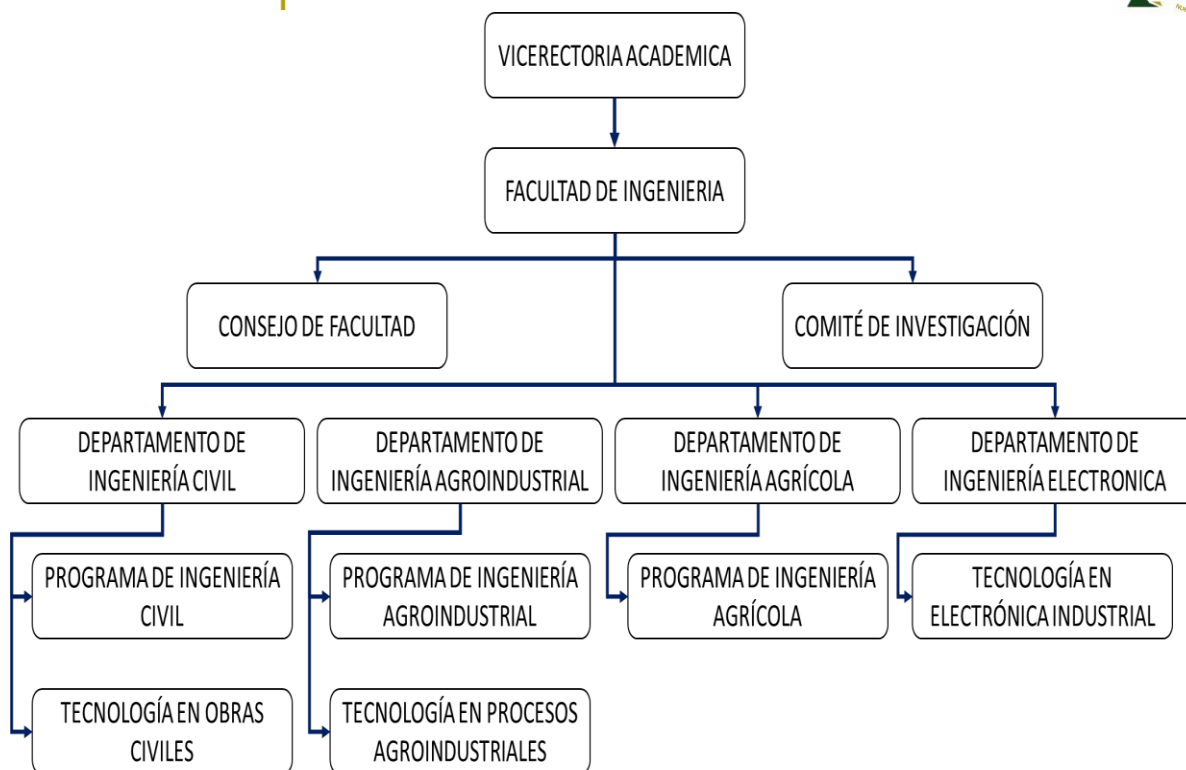 VICERECTORIA ACADEMICA
FACULTAD DE INGENIERIA
CONSEJO DE FACULTAD
COMITÉ DE INVESTIGACIÓN
DEPARTAMENTO DE
INGENIERÍA CIVIL
DEPARTAMENTO DE
INGENIERÍA AGROINDUSTRIAL
DEPARTAMENTO DE
INGENIERÍA AGRÍCOLA
DEPARTAMENTO DE
INGENIERÍA ELECTRONICA
PROGRAMA DE INGENIERÍA
CIVIL
PROGRAMA DE INGENIERÍA
AGROINDUSTRIAL
PROGRAMA DE INGENIERÍA
AGRÍCOLA
TECNOLOGÍA EN
ELECTRÓNICA INDUSTRIAL
TECNOLOGÍA EN OBRAS
CIVILES
TECNOLOGÍA EN PROCESOS
AGROINDUSTRIALES